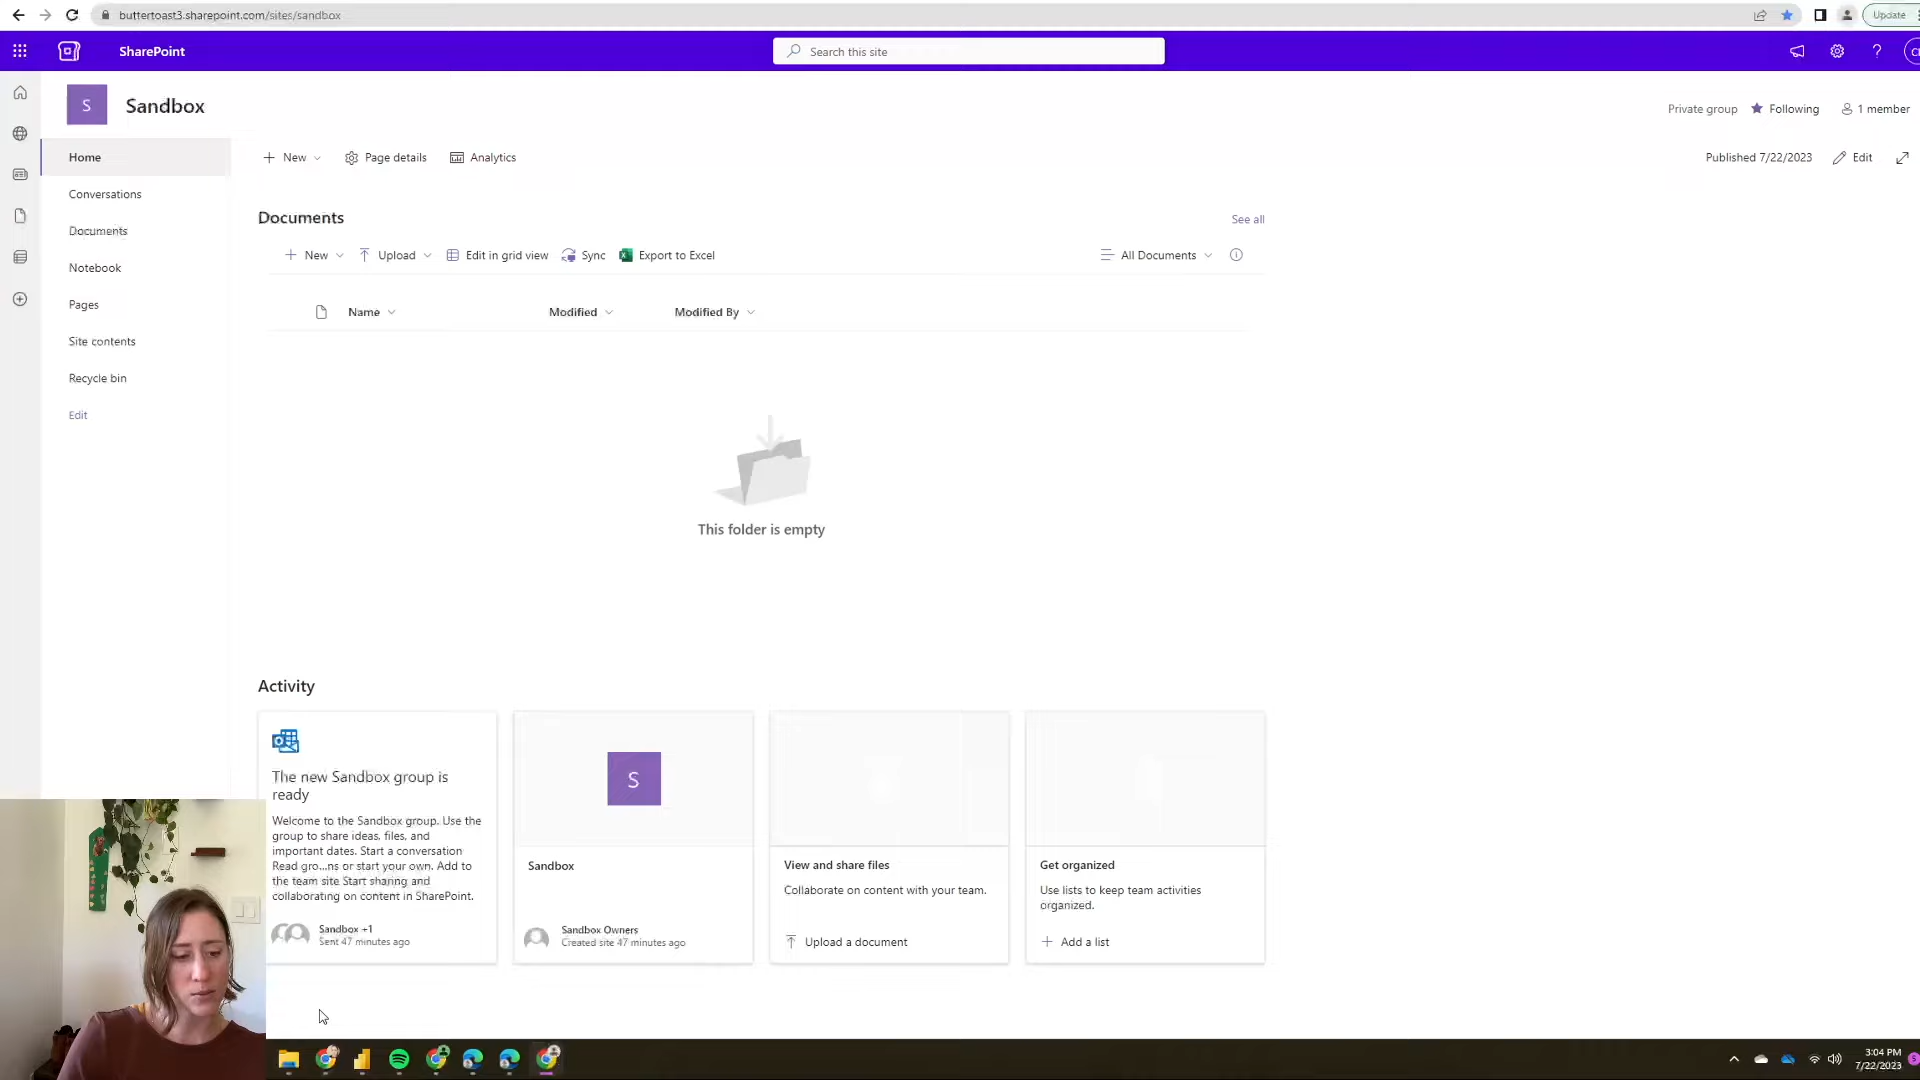 buttertoast3.sharepoint.com/sites/sandbox
Update
SharePoint
Search this site
S
Sandbox
Private group
Following
1 member
Home
Conversations
Documents
Notebook
Pages
Site contents
Recycle bin
Edit
New
Page details
Analytics
Published 7/22/2023
Edit
Documents
See all
New
Upload
Edit in grid view
Sync
Export to Excel
All Documents
Name
Modified
Modified By
This folder is empty
Activity
The new Sandbox group is
ready
Welcome to the Sandbox group. Use the
group to share ideas, files, and
important dates. Start a conversation
Read gro...ns or start your own. Add to
the team site Start sharing and
collaborating on content in SharePoint.
Sandbox +1
Sent 47 minutes ago
S
Sandbox
Sandbox Owners
Created site 47 minutes ago
View and share files
Collaborate on content with your team.
Upload a document
Get organized
Use lists to keep team activities
organized.
Add a list
3:04 PM
7/22/2023